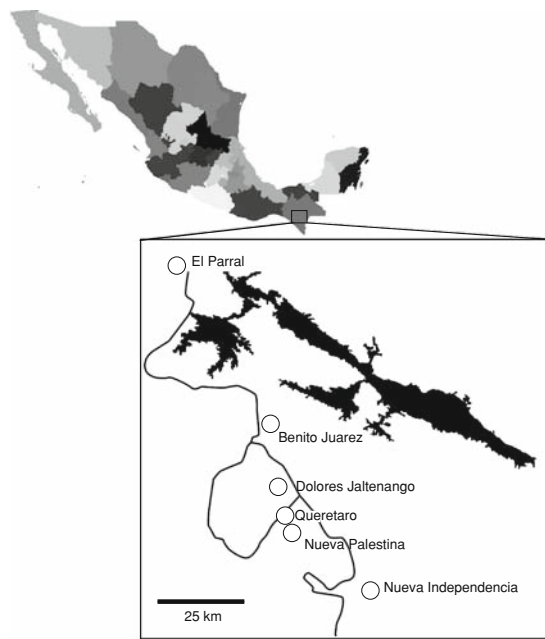 El Parral
Benito Juarez
Dolores Jaltenango
Queretaro
Nueva Palestina
Nueva Independencia
25 km